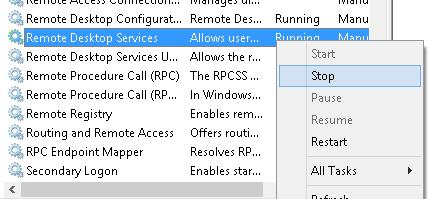 Remote Access Connection... Manages di...
Remote Desktop Configurat... Remote Des... Running Manu
Remote Desktop Services Allows user... Running Manu
Remote Desktop Services U... Allows the r...
Remote Procedure Call (RPC) The RPCSS
Remote Procedure Call (RP... In Windows...
Remote Registry Enables rem...
Routing and Remote Access Offers routi...
RPC Endpoint Mapper Resolves RP...
Secondary Logon Enables star...
Start
Stop
Pause
Resume
Restart
All Tasks
Refresh